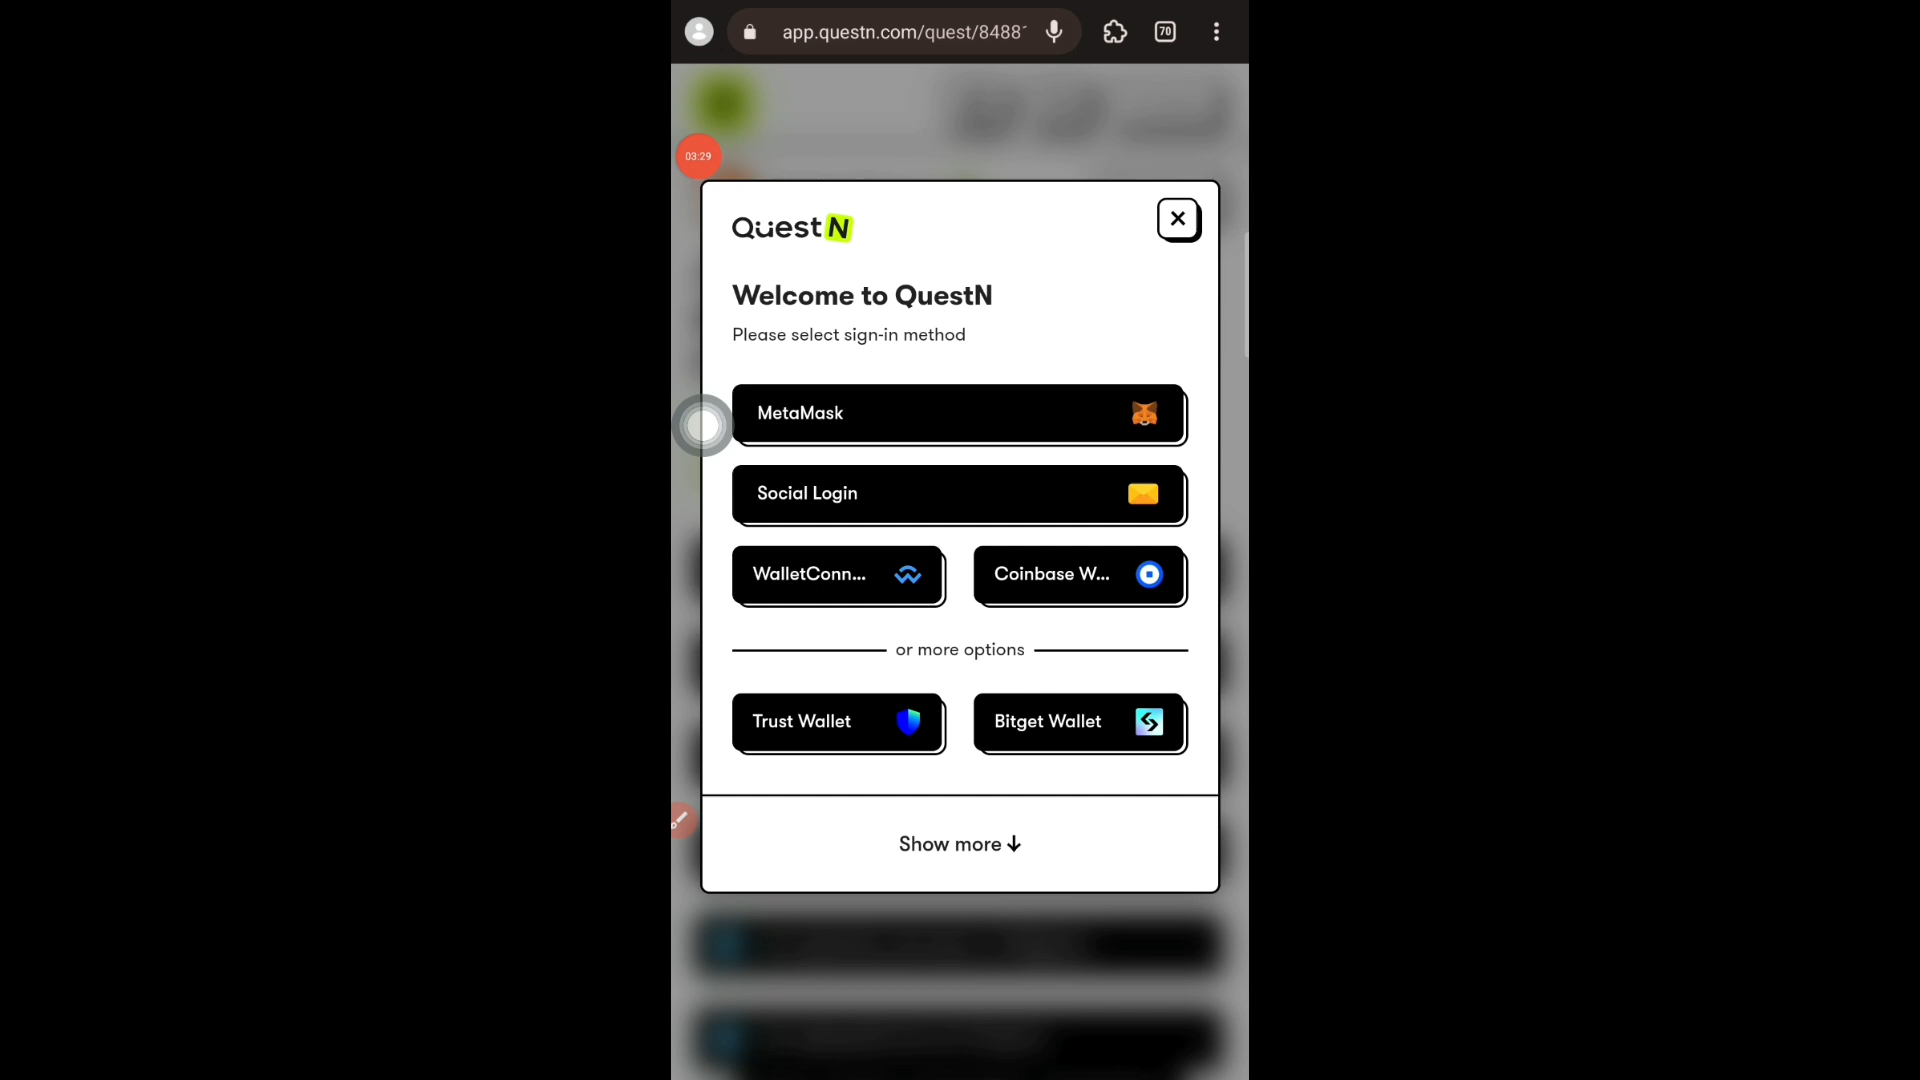 app.questn.com/quest/8488
70
03:29
QuestN
Welcome to QuestN
Please select sign-in method
MetaMask
Social Login
WalletConn...
Coinbase W...
or more options
Trust Wallet
Bitget Wallet
Show more ↓